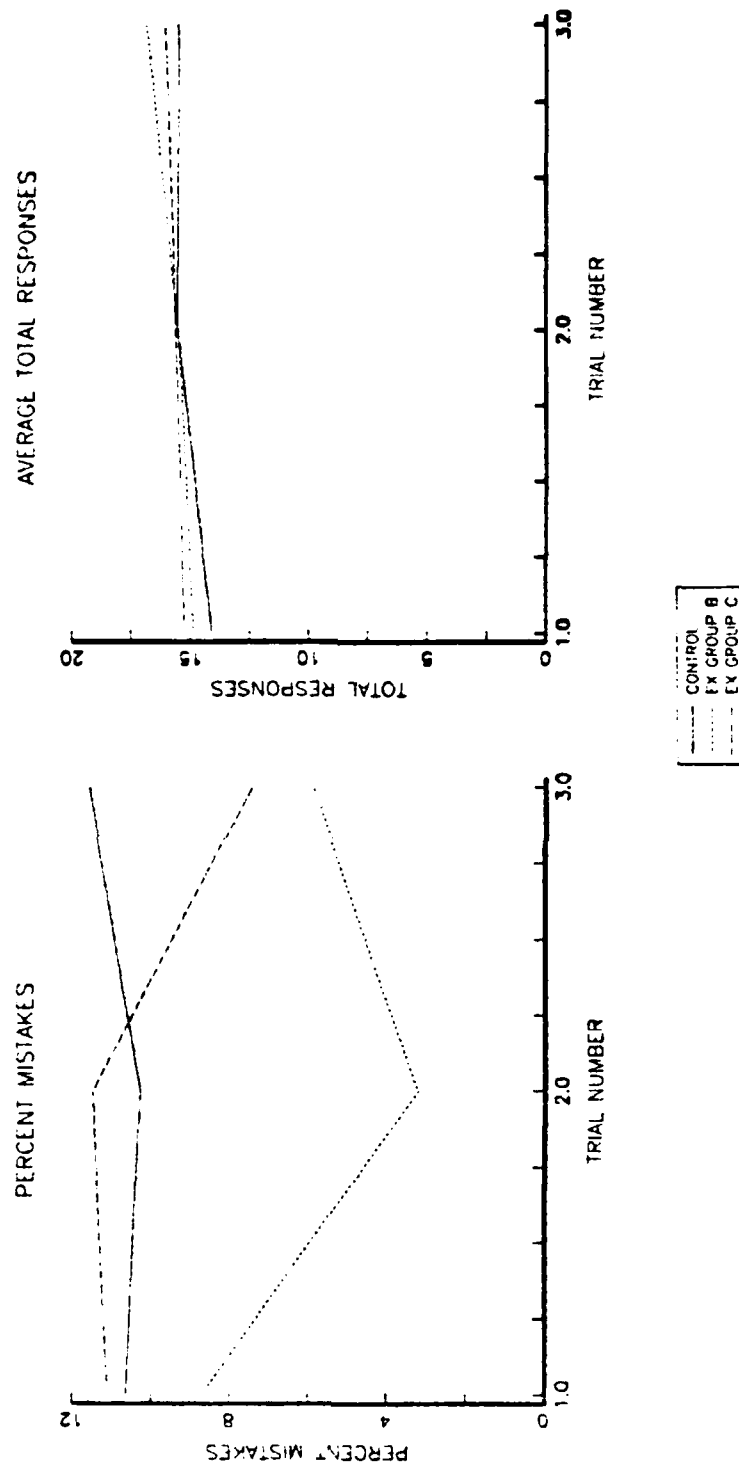 PERCENT MISTAKES
PERCENT MISTAKES
12
8
4
0
1.0
2.0
3.0
TRIAL NUMBER
AVERAGE TOTAL RESPONSES
TOTAL RESPONSES
20
15
10
5
0
1.0
2.0
3.0
TRIAL NUMBER
CONTROL
EX GROUP B
EX GROUP C